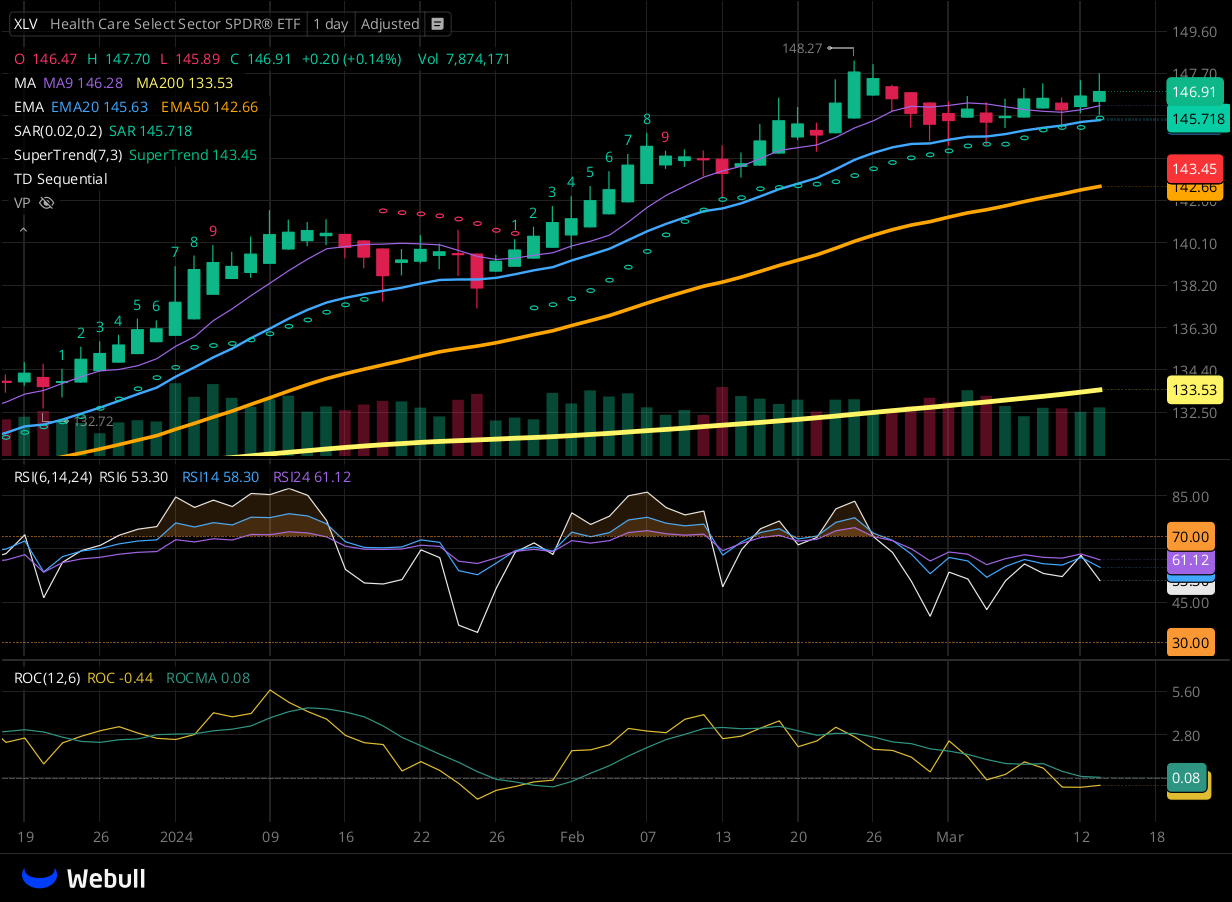 XLV Health Care Select Sector SPDR® ETF 1 day Adjusted
O 146.47 H 147.70 L 145.89 C 146.91 +0.20 (+0.14%) Vol 7,874,171
MA MA9 146.28 MA200 133.53
EMA EMA20 145.63 EMA50 142.66
SAR(0.02,0.2) SAR 145.718
SuperTrend(7,3) SuperTrend 143.45
TD Sequential
VP
148.27
132.72
1 2 3 4 5 6 7 8 9
1 2 3 4 5 6 7 8 9
149.60
147.70
146.91
145.718
143.45
142.66
142.00
140.10
138.20
136.30
134.40
133.53
132.50
RSI(6,14,24) RSI6 53.30 RSI14 58.30 RSI24 61.12
85.00
70.00
61.12
53.30
45.00
30.00
ROC(12,6) ROC -0.44 ROCMA 0.08
5.60
2.80
0.08
19 26 2024 09 16 22 26 Feb 07 13 20 26 Mar 12 18
Webull